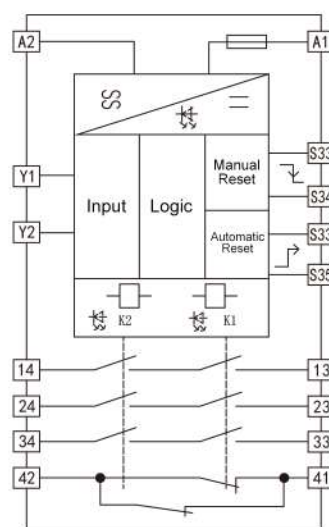 A2 A1
Y1
Y2
Input
Logic
Manual
Reset
Automatic
Reset
S33
S34
S33
S35
K2 K1
14 13
24 23
34 33
42 41